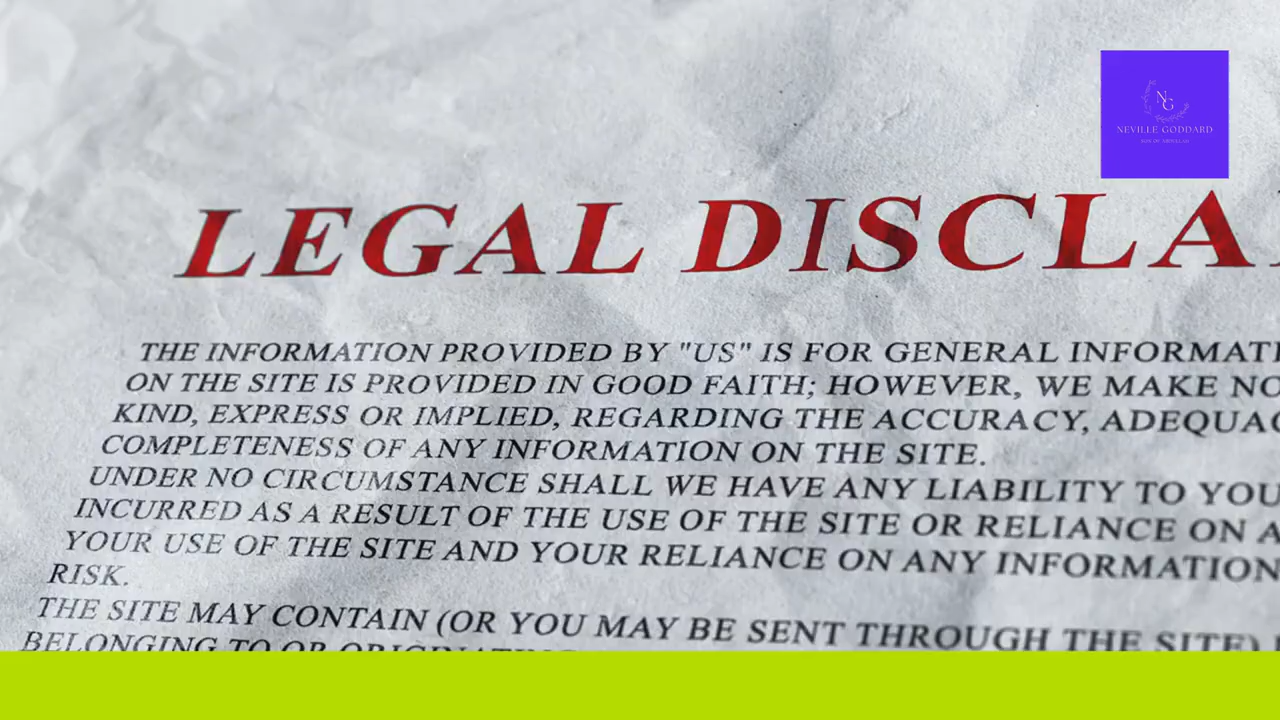 NG
NEVILLE GODDARD
LEGAL
THE INFORMATION PROVIDED BY "US" IS FOR GENERAL
ON THE SITE IS PROVIDED IN GOOD FAITH; HOWEVER, WE MAKE NO
KIND, EXPRESS OR IMPLIED, REGARDING THE ACCURACY,
COMPLETENESS OF ANY INFORMATION ON THE SITE.
UNDER NO CIRCUMSTANCE SHALL WE HAVE ANY LIABILITY TO
INCURRED AS A RESULT OF THE USE OF THE SITE OR RELIANCE ON
YOUR USE OF THE SITE AND YOUR RELIANCE ON ANY INFORMATION
RISK.
THE SITE MAY CONTAIN (OR YOU MAY BE SENT THROUGH THE SITE)
BELONGING TO OR